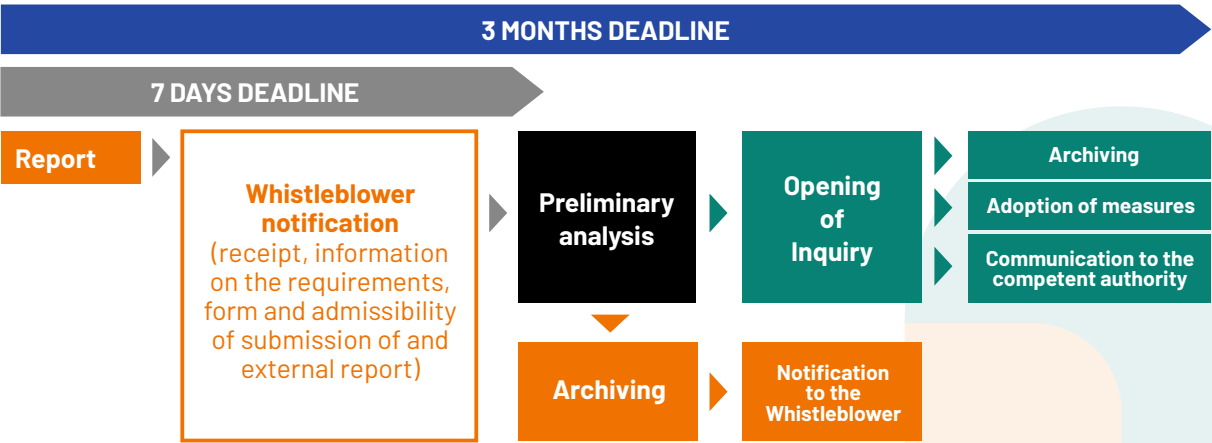 3 MONTHS DEADLINE
7 DAYS DEADLINE
Report
Whistleblower
notification
(receipt, information
on the requirements,
form and admissibility
of submission of and
external report)
Preliminary
analysis
Opening
of
Inquiry
Archiving
Adoption of measures
Communication to the
competent authority
Archiving
Notification
to the
Whistleblower